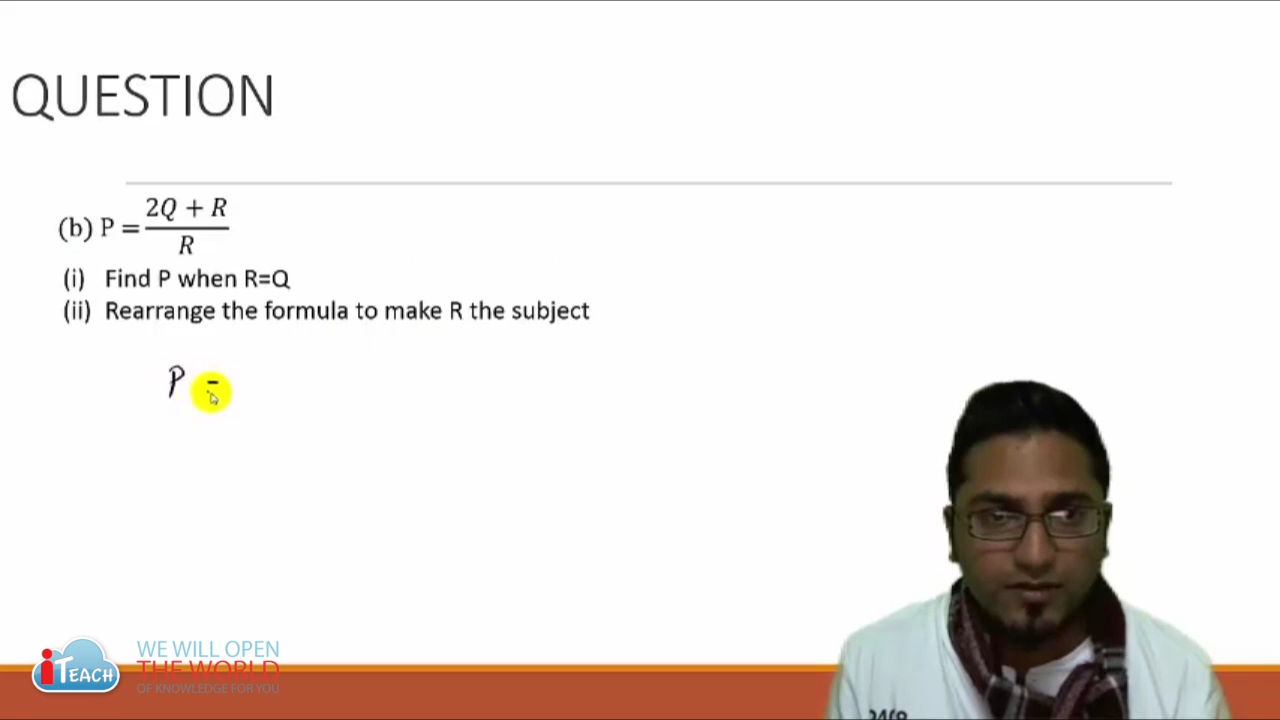 QUESTION
(b) P = \frac{2Q + R}{R}
(i) Find P when R=Q
(ii) Rearrange the formula to make R the subject
P =
iTEACH
WE WILL OPEN
THE WORLD
OF KNOWLEDGE FOR YOU